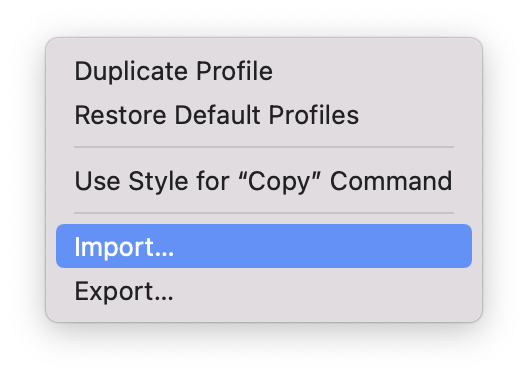 Duplicate Profile
Restore Default Profiles
Use Style for “Copy” Command
Import...
Export...